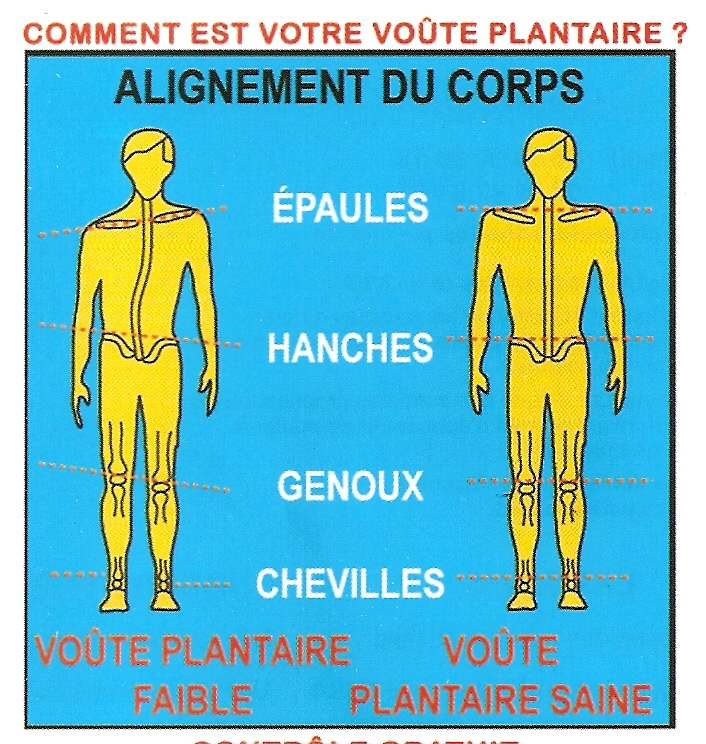 COMMENT EST VOTRE VOÛTE PLANTAIRE ?
ALIGNEMENT DU CORPS
ÉPAULES
HANCHES
GENOUX
CHEVILLES
VOÛTE PLANTAIRE
FAIBLE
VOÛTE
PLANTAIRE SAINE